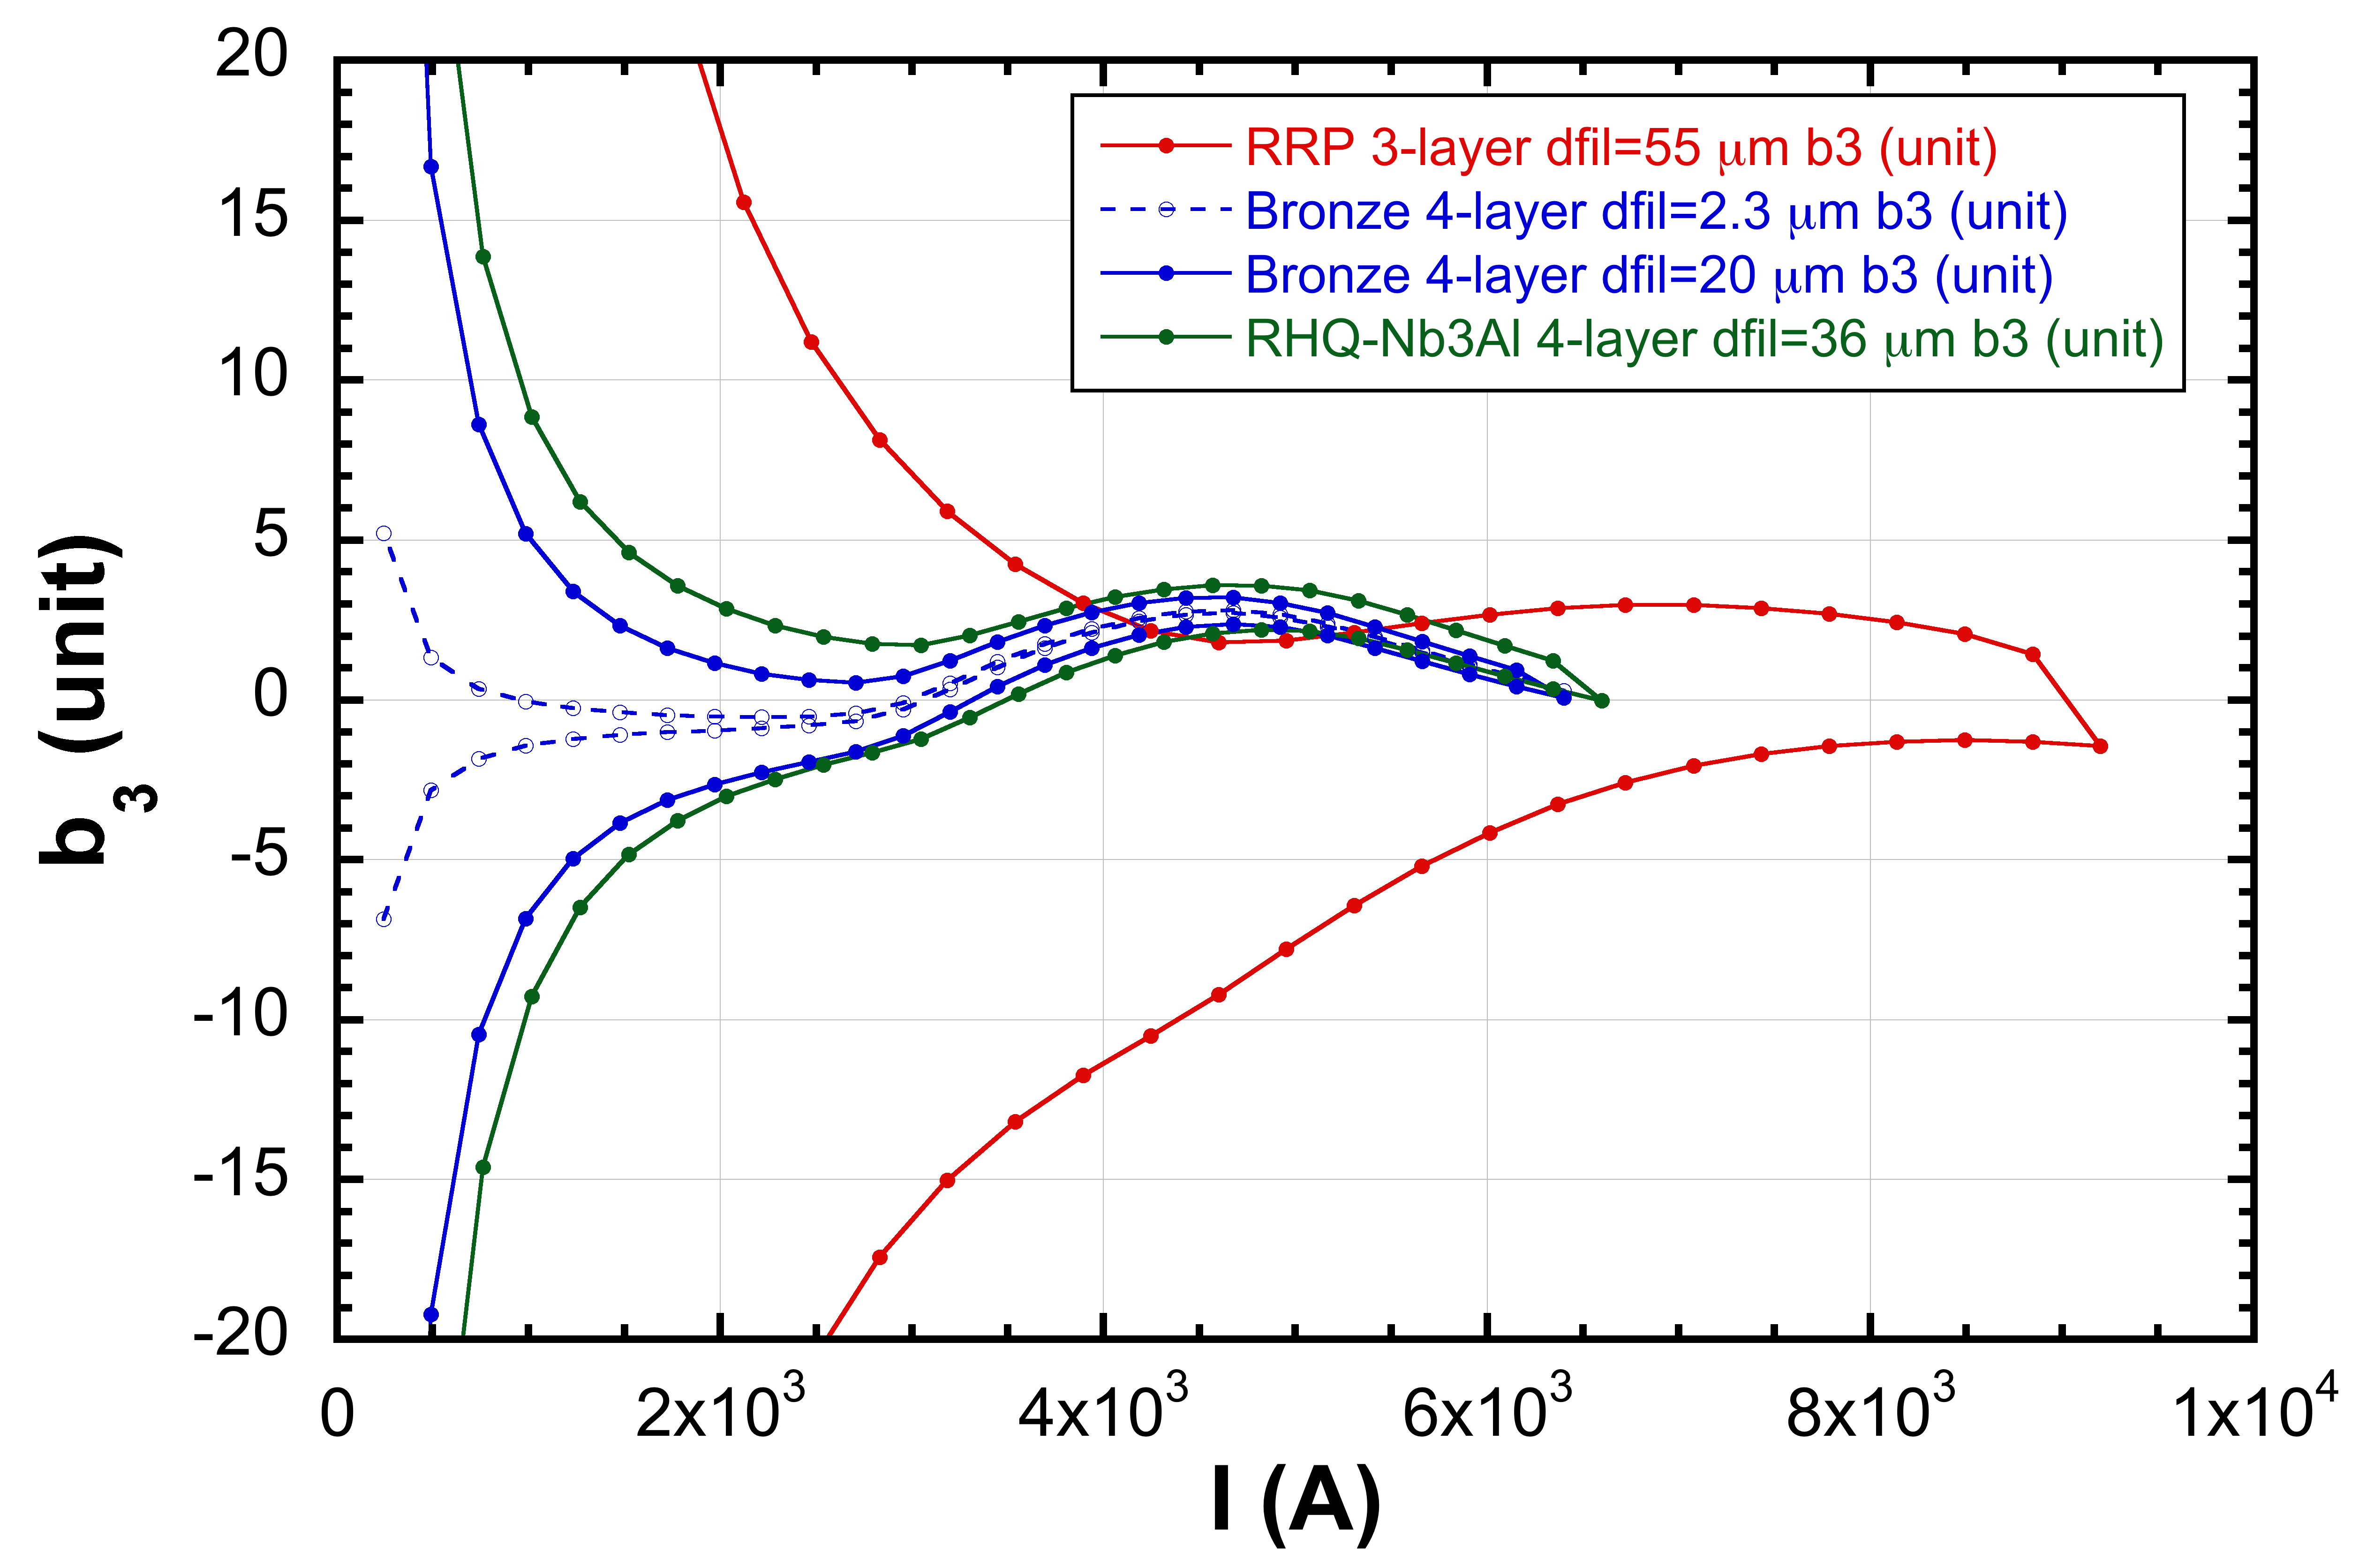 20
15
10
5
0
-5
-10
-15
-20
b3 (unit)
RRP 3-layer dfil=55 μm b3 (unit)
Bronze 4-layer dfil=2.3 μm b3 (unit)
Bronze 4-layer dfil=20 μm b3 (unit)
RHQ-Nb3Al 4-layer dfil=36 μm b3 (unit)
0 2x10³ 4x10³ 6x10³ 8x10³ 1x10⁴
I (A)